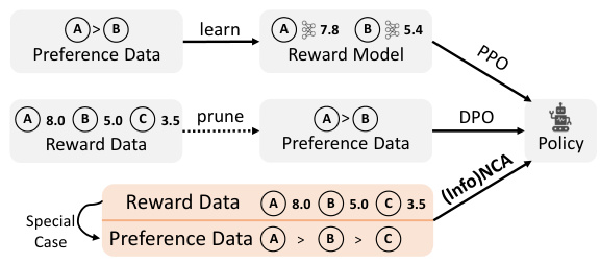 A > B
Preference Data
learn
A 7.8 B 5.4
Reward Model
PPO
A 8.0 B 5.0 C 3.5
Reward Data
prune
A > B
Preference Data
DPO
Policy
Reward Data A 8.0 B 5.0 C 3.5
Preference Data A > B > C
Special
Case
(Info)NCA